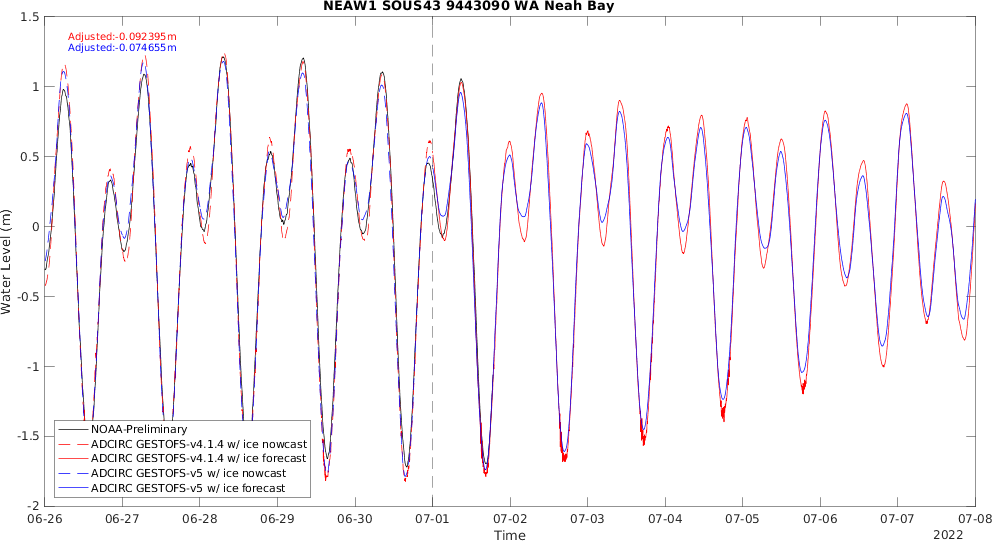 NEAW1 SOUS43 9443090 WA Neah Bay
Adjusted:-0.092395m
Adjusted:-0.074655m
1.5
1
0.5
0
-0.5
-1
-1.5
-2
Water Level (m)
NOAA-Preliminary
ADCIRC GESTOFS-v4.1.4 w/ ice nowcast
ADCIRC GESTOFS-v4.1.4 w/ ice forecast
ADCIRC GESTOFS-v5 w/ ice nowcast
ADCIRC GESTOFS-v5 w/ ice forecast
06-26 06-27 06-28 06-29 06-30 07-01 07-02 07-03 07-04 07-05 07-06 07-07 07-08
Time
2022